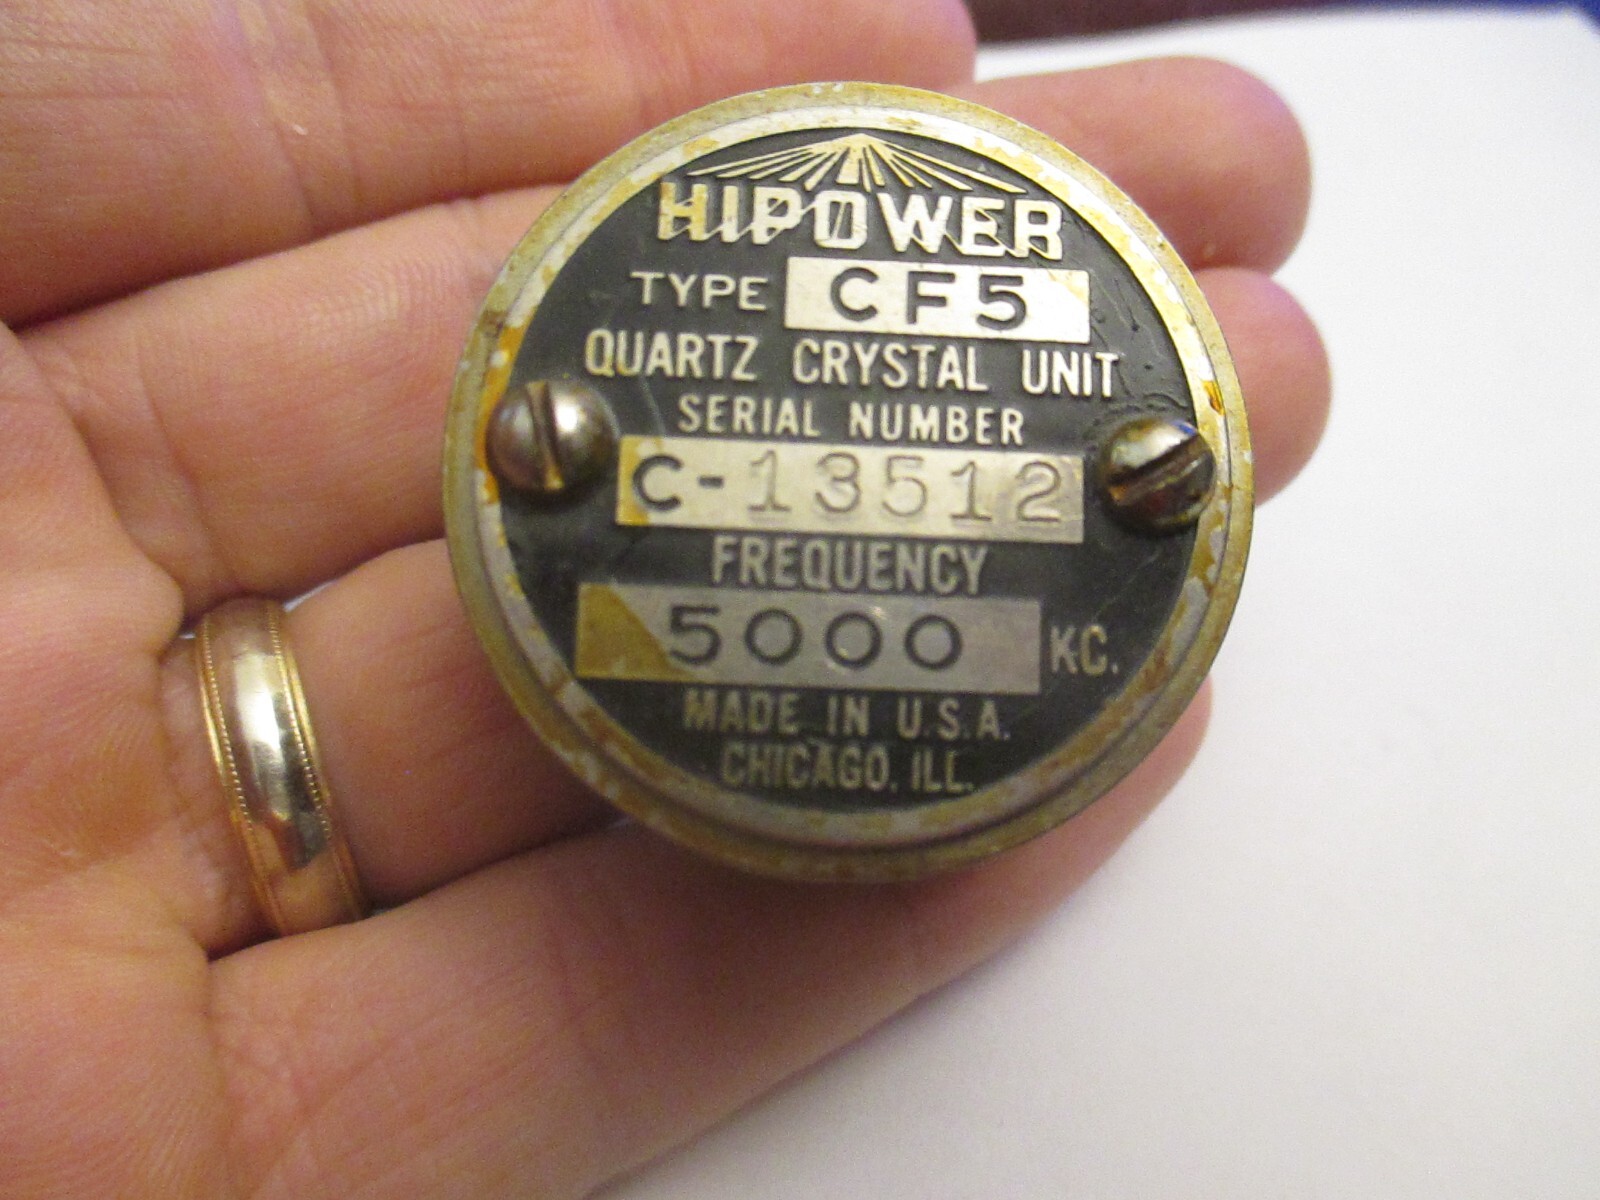 HIPOWER
TYPE CF5
QUARTZ CRYSTAL UNIT
SERIAL NUMBER
C-13512
FREQUENCY
5000 KC.
MADE IN U.S.A.
CHICAGO, ILL.